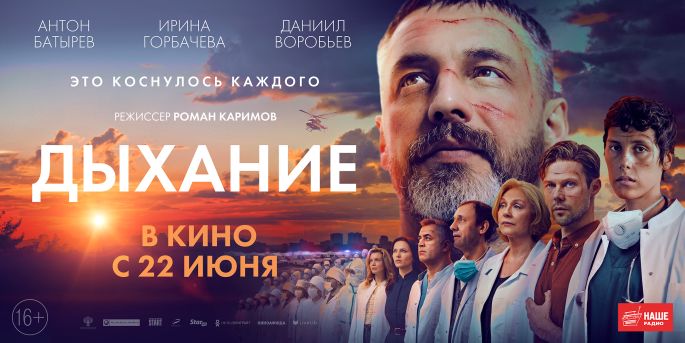 АНТОН
БАТЫРЕВ
ИРИНА
ГОРБАЧЕВА
ДАНИИЛ
ВОРОБЬЕВ
ЭТО КОСНУЛОСЬ КАЖДОГО
РЕЖИССЕР РОМАН КАРИМОВ
ДЫХАНИЕ
В КИНО
С 22 ИЮНЯ
16+
START
НАШЕ
РАДИО